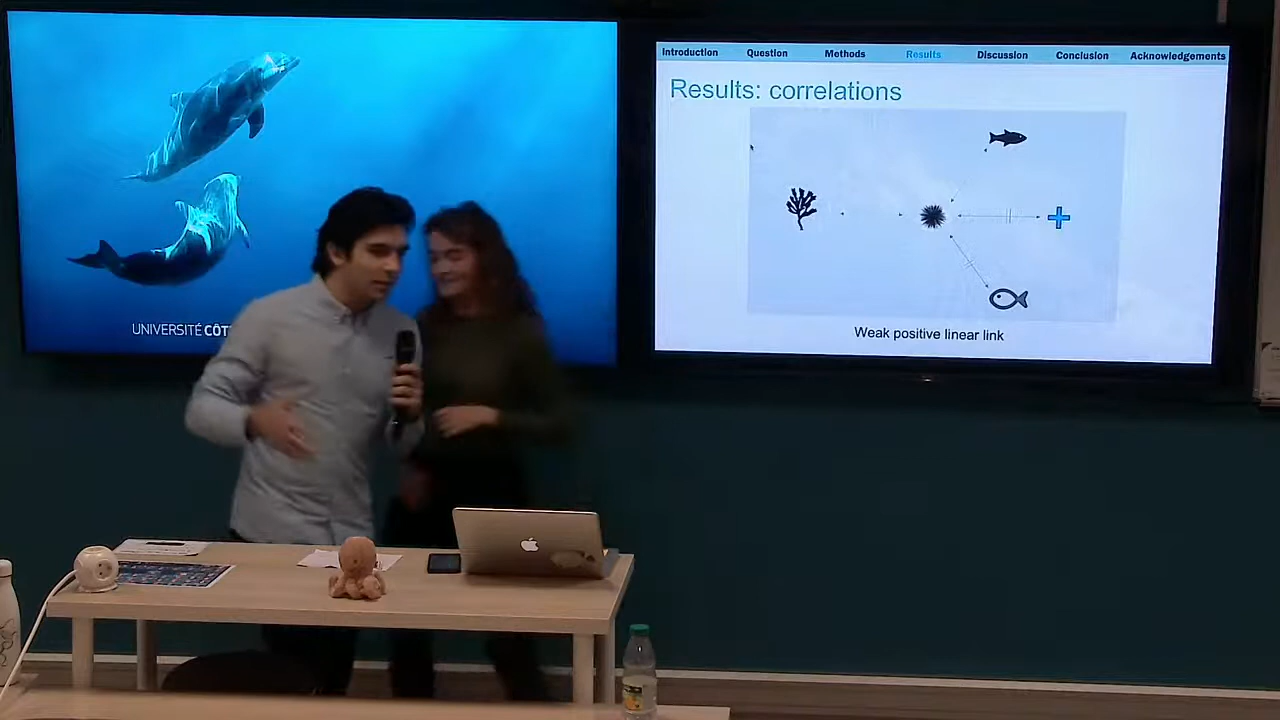 UNIVERSITÉ CÔT
Introduction Question Methods Results Discussion Conclusion Acknowledgements
Results: correlations
Weak positive linear link